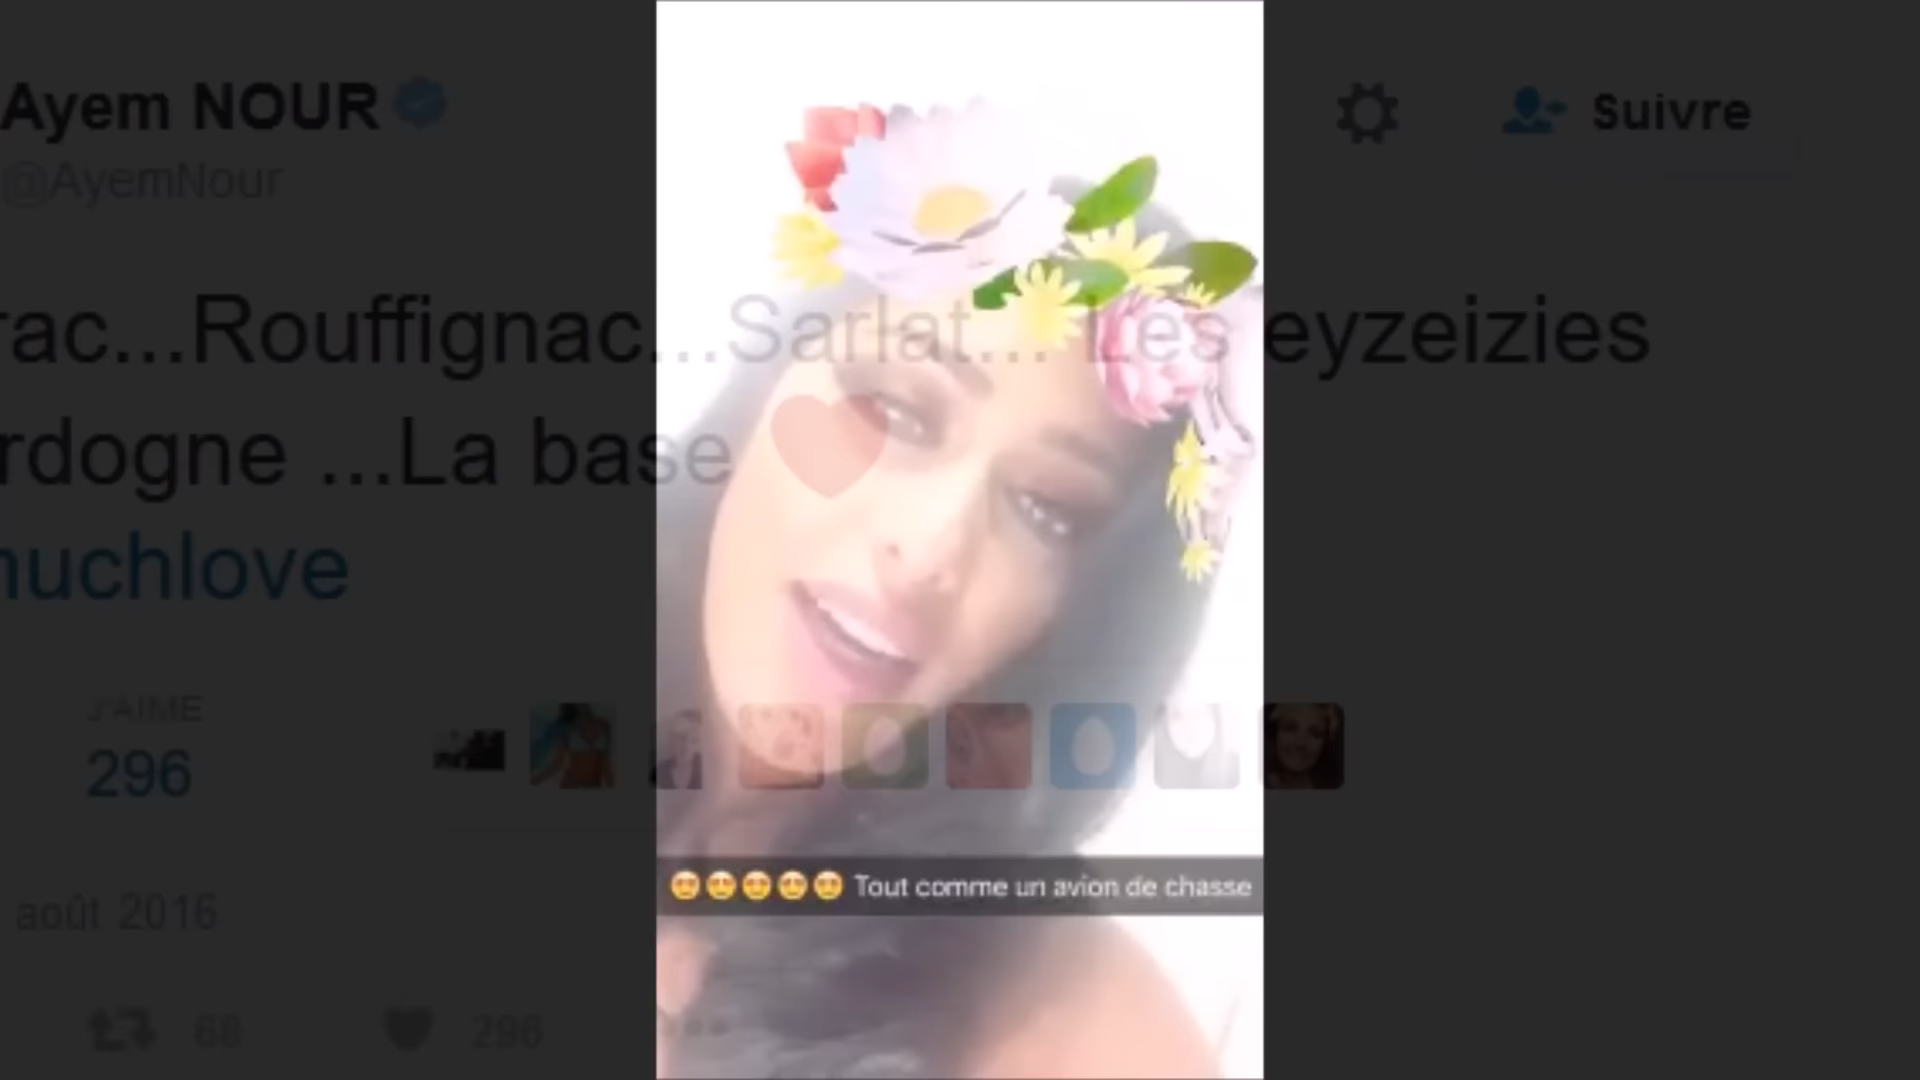 Ayem NOUR
Suivre
@AyemNour
rac...Rouffignac...Sarlat... Les eyzeizies
rdogne ...La base
muchlove
J'AIME
296
Tout comme un avion de chasse
août 2016
68 296